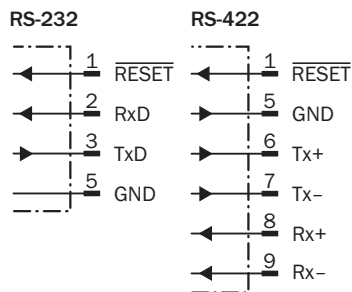 RS-232
1 RESET
2 RxD
3 TxD
5 GND
RS-422
1 RESET
5 GND
6 Tx+
7 Tx–
8 Rx+
9 Rx–